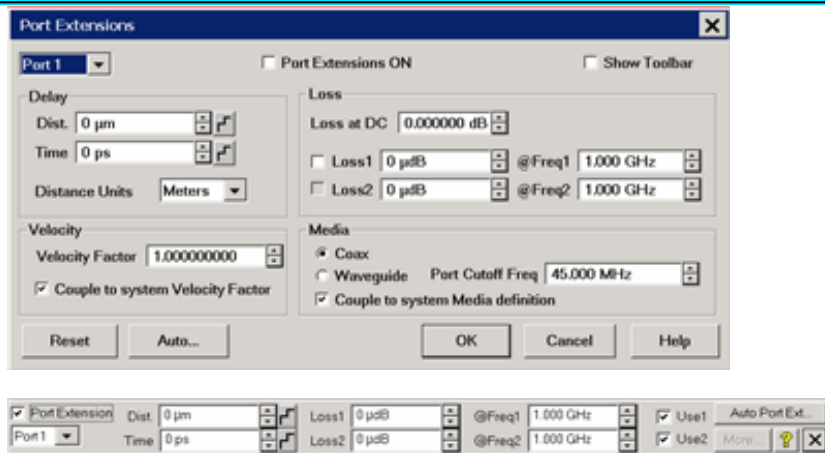 Port Extensions
Port 1 Port Extensions ON Show Toolbar
Delay Loss
Dist. 0 µm Loss at DC 0.000000 dB
Time 0 ps Loss1 0 µdB @Freq1 1.000 GHz
Distance Units Meters Loss2 0 µdB @Freq2 1.000 GHz
Velocity Media
Velocity Factor 1.000000000 Coax
Waveguide Port Cutoff Freq 45.000 MHz
Couple to system Velocity Factor Couple to system Media definition
Reset Auto... OK Cancel Help
Port Extension Dist. 0 µm Loss1 0 µdB @Freq1 1.000 GHz Use1 Auto Port Ext...
Port 1 Time 0 ps Loss2 0 µdB @Freq2 1.000 GHz Use2 More... ?